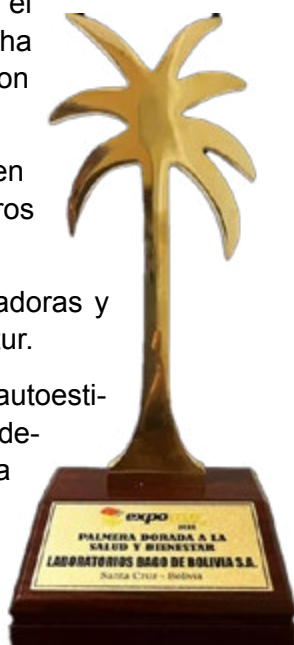 el
ha
on
en
ros
adoras y
tur.
autoesti-
de-
a
expo
PALMERA DORADA A LA
SALUD Y BIENESTAR
LABORATORIOS BAGO DE BOLIVIA S.A.
Santa Cruz - Bolivia